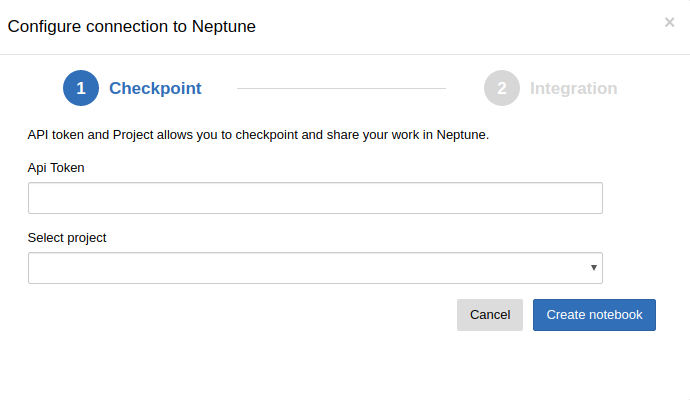 Configure connection to Neptune
×
1 Checkpoint
2 Integration
API token and Project allows you to checkpoint and share your work in Neptune.
Api Token
Select project
Cancel Create notebook